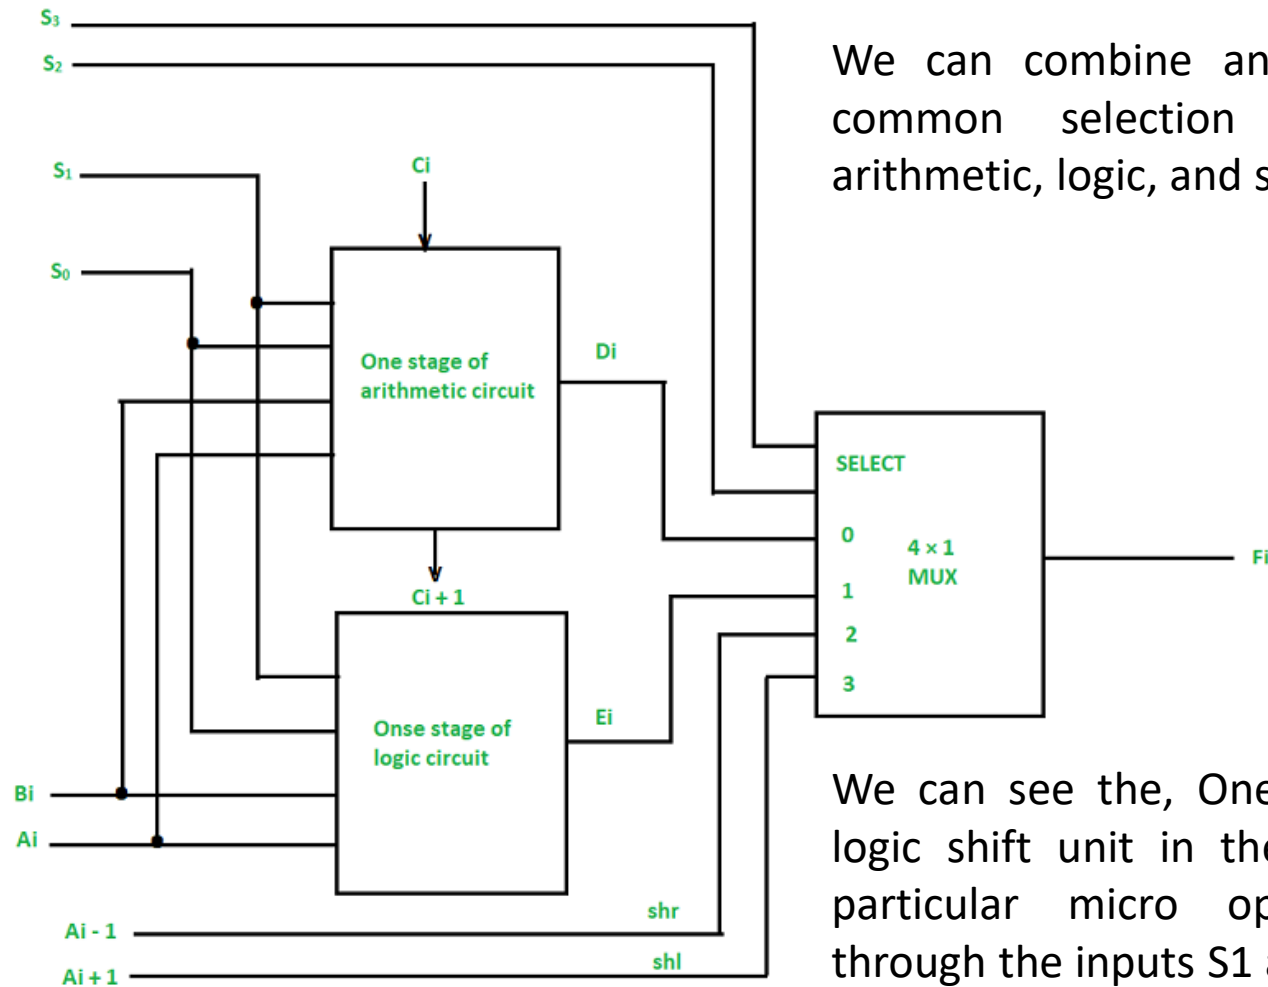 S3
S2
We can combine an
common selection
arithmetic, logic, and s
S1
Ci
S0
One stage of
arithmetic circuit
Di
SELECT
0
4 × 1
MUX
Fi
1
Ci + 1
2
3
Onse stage of
logic circuit
Ei
Bi
Ai
We can see the, One
logic shift unit in the
particular micro op
through the inputs S1 a
shr
Ai - 1
shl
Ai + 1